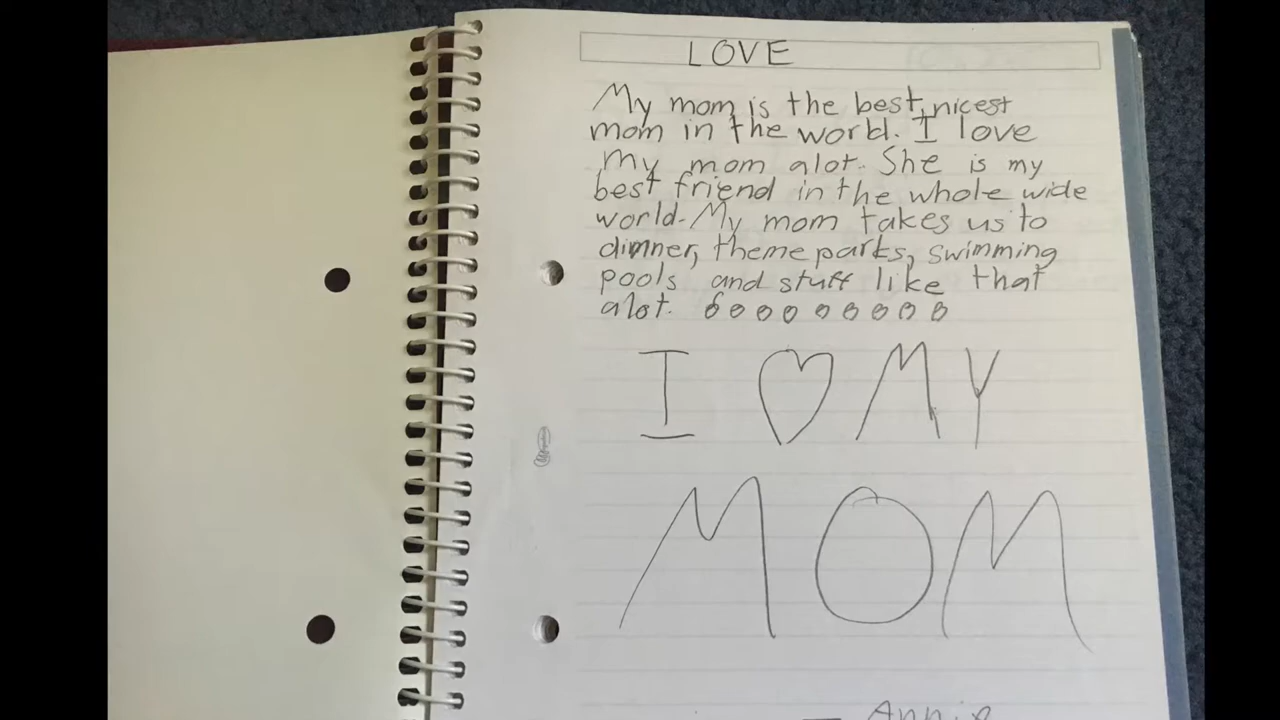 LOVE
My mom is the best, nicest
mom in the world. I love
my mom alot. She is my
best friend in the whole wide
world. My mom takes us to
dinner, theme parks, swimming
pools and stuff like that
alot.
I ♡ MY
MOM
— Annie